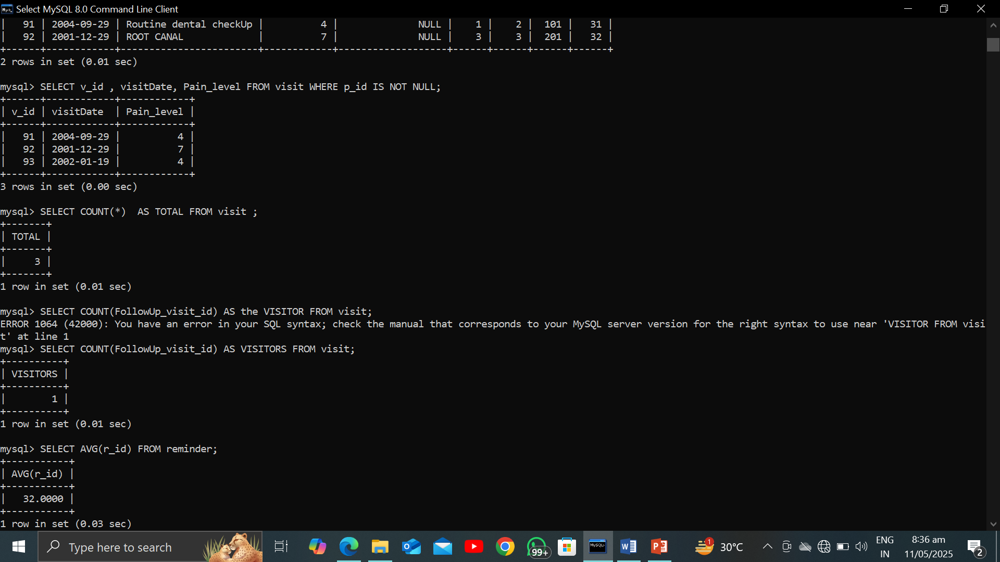 Select MySQL 8.0 Command Line Client
|   91 | 2004-09-29 | Routine dental checkUp |          4 |              NULL |    1 |    2 |  101 |   31 |
|   92 | 2001-12-29 | ROOT CANAL             |          7 |              NULL |    3 |    3 |  201 |   32 |
+------+------------+------------------------+------------+-------------------+------+------+------+------+
2 rows in set (0.01 sec)
mysql> SELECT v_id , visitDate, Pain_level FROM visit WHERE p_id IS NOT NULL;
+------+------------+------------+
| v_id | visitDate  | Pain_level |
+------+------------+------------+
|   91 | 2004-09-29 |          4 |
|   92 | 2001-12-29 |          7 |
|   93 | 2002-01-19 |          4 |
+------+------------+------------+
3 rows in set (0.00 sec)
mysql> SELECT COUNT(*)  AS TOTAL FROM visit ;
+-------+
| TOTAL |
+-------+
|     3 |
+-------+
1 row in set (0.01 sec)
mysql> SELECT COUNT(FollowUp_visit_id) AS the VISITOR FROM visit;
ERROR 1064 (42000): You have an error in your SQL syntax; check the manual that corresponds to your MySQL server version for the right syntax to use near 'VISITOR FROM visi
t' at line 1
mysql> SELECT COUNT(FollowUp_visit_id) AS VISITORS FROM visit;
+----------+
| VISITORS |
+----------+
|        1 |
+----------+
1 row in set (0.01 sec)
mysql> SELECT AVG(r_id) FROM reminder;
+-----------+
| AVG(r_id) |
+-----------+
|   32.0000 |
+-----------+
1 row in set (0.03 sec)
Type here to search
99+
MySQL
1
30°C
ENG
IN
8:36 am
11/05/2025
2